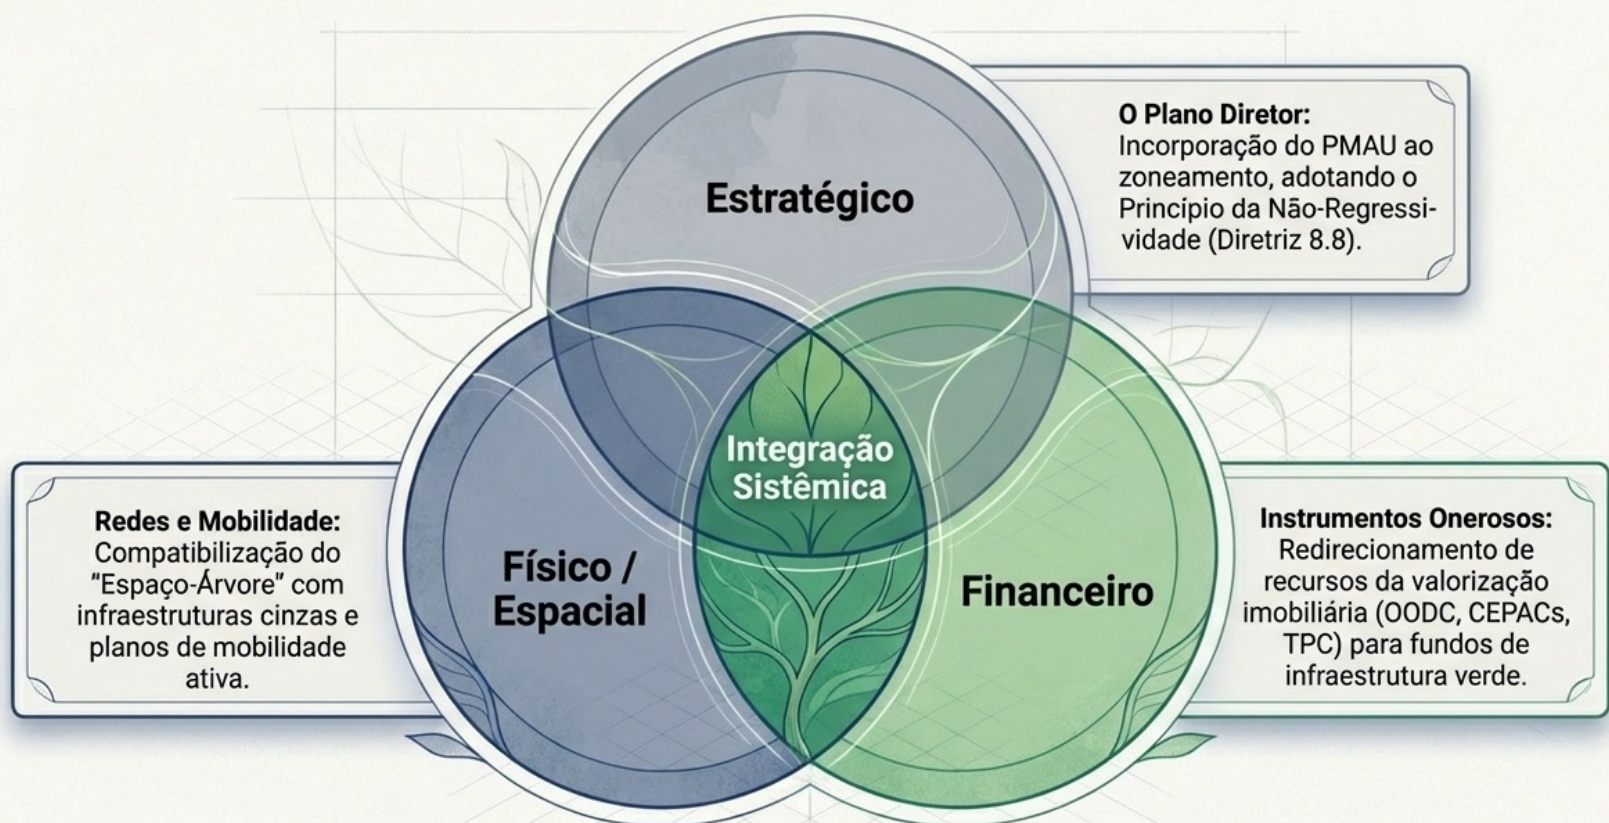 Estratégico
O Plano Diretor:
Incorporação do PMAU ao
zoneamento, adotando o
Princípio da Não-Regressi-
vidade (Diretriz 8.8).
Integração
Sistêmica
Redes e Mobilidade:
Compatibilização do
"Espaço-Árvore" com
infraestruturas cinzas e
planos de mobilidade
ativa.
Físico /
Espacial
Financeiro
Instrumentos Onerosos:
Redirecionamento de
recursos da valorização
imobiliária (OODC, CEPACs,
TPC) para fundos de
infraestrutura verde.